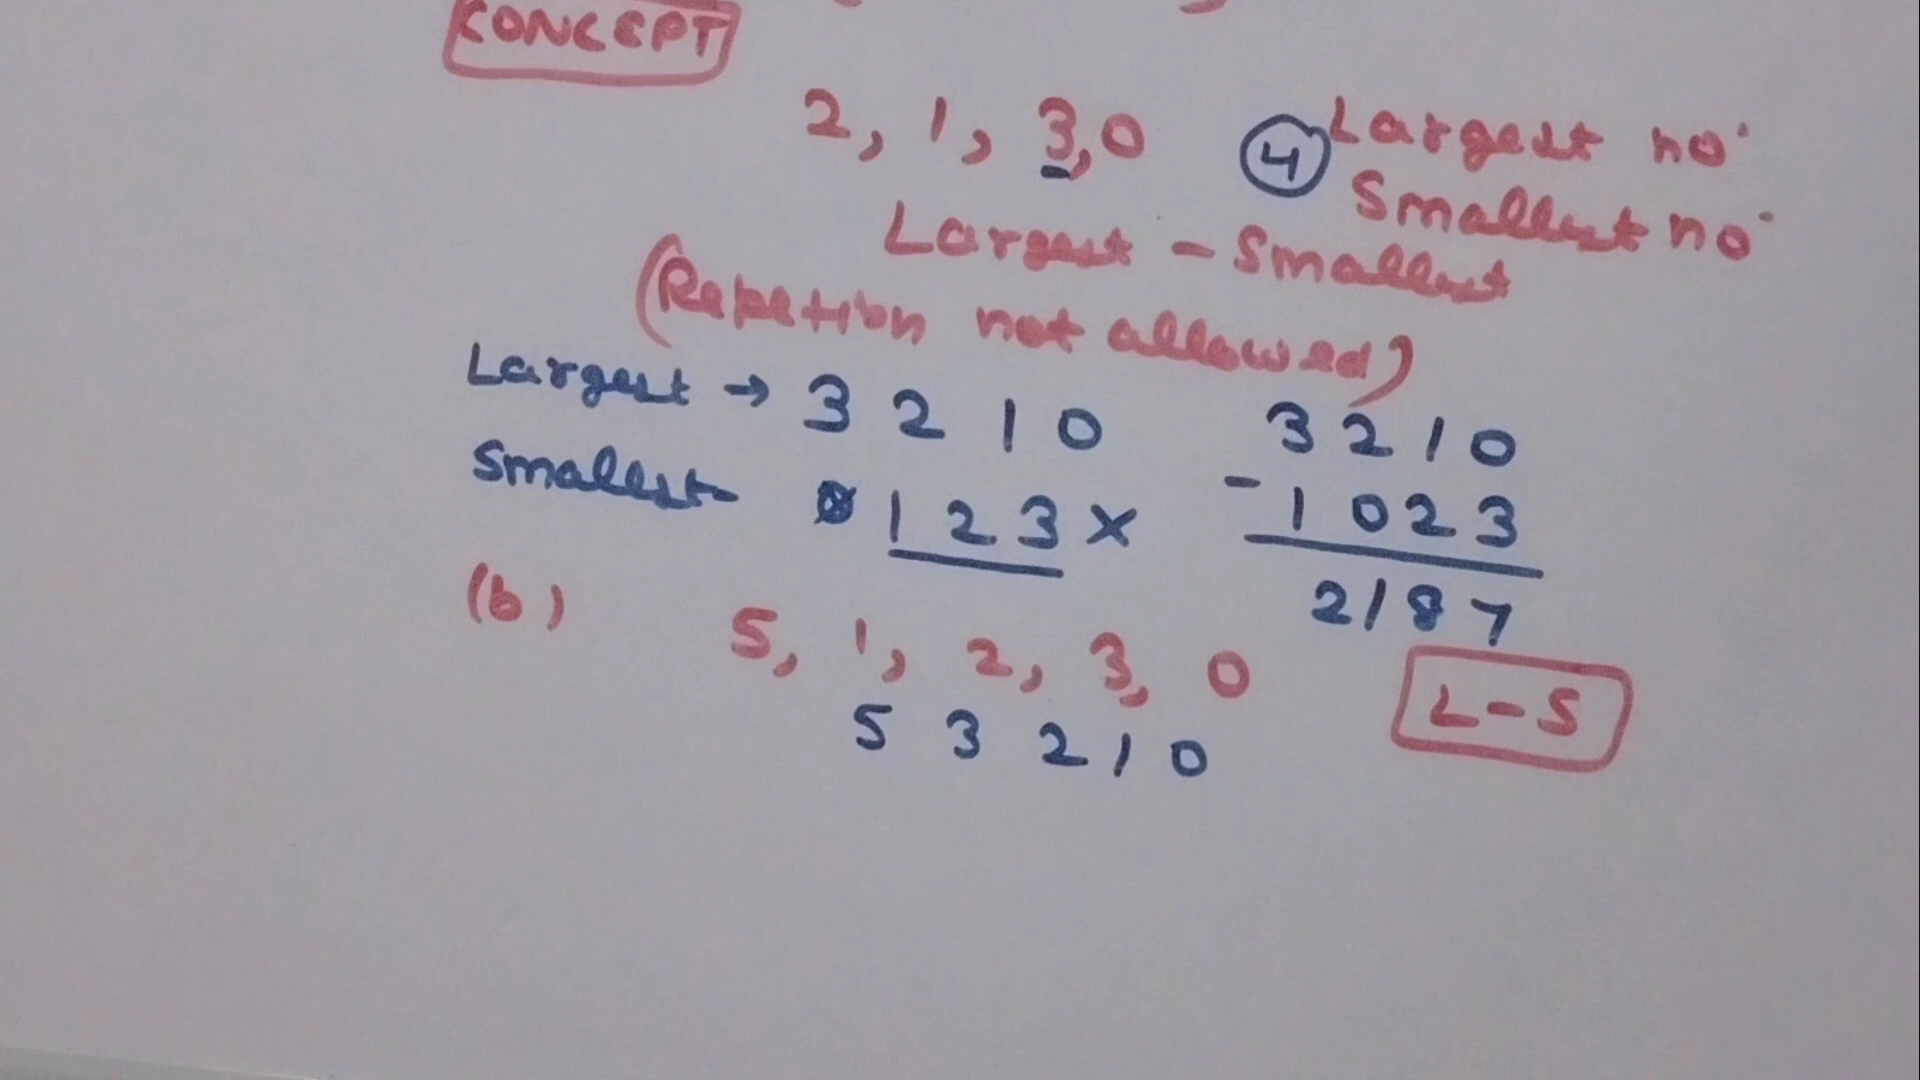 CONCEPT
2, 1, 3, 0 4 Largest no.
Smallest no.
Largest - Smallest
(Repetion not allowed)
Largest → 3 2 1 0
Smallest 0 1 2 3 ×
3 2 1 0
- 1 0 2 3
2 1 8 7
(b) 5, 1, 2, 3, 0
L - S
5 3 2 1 0